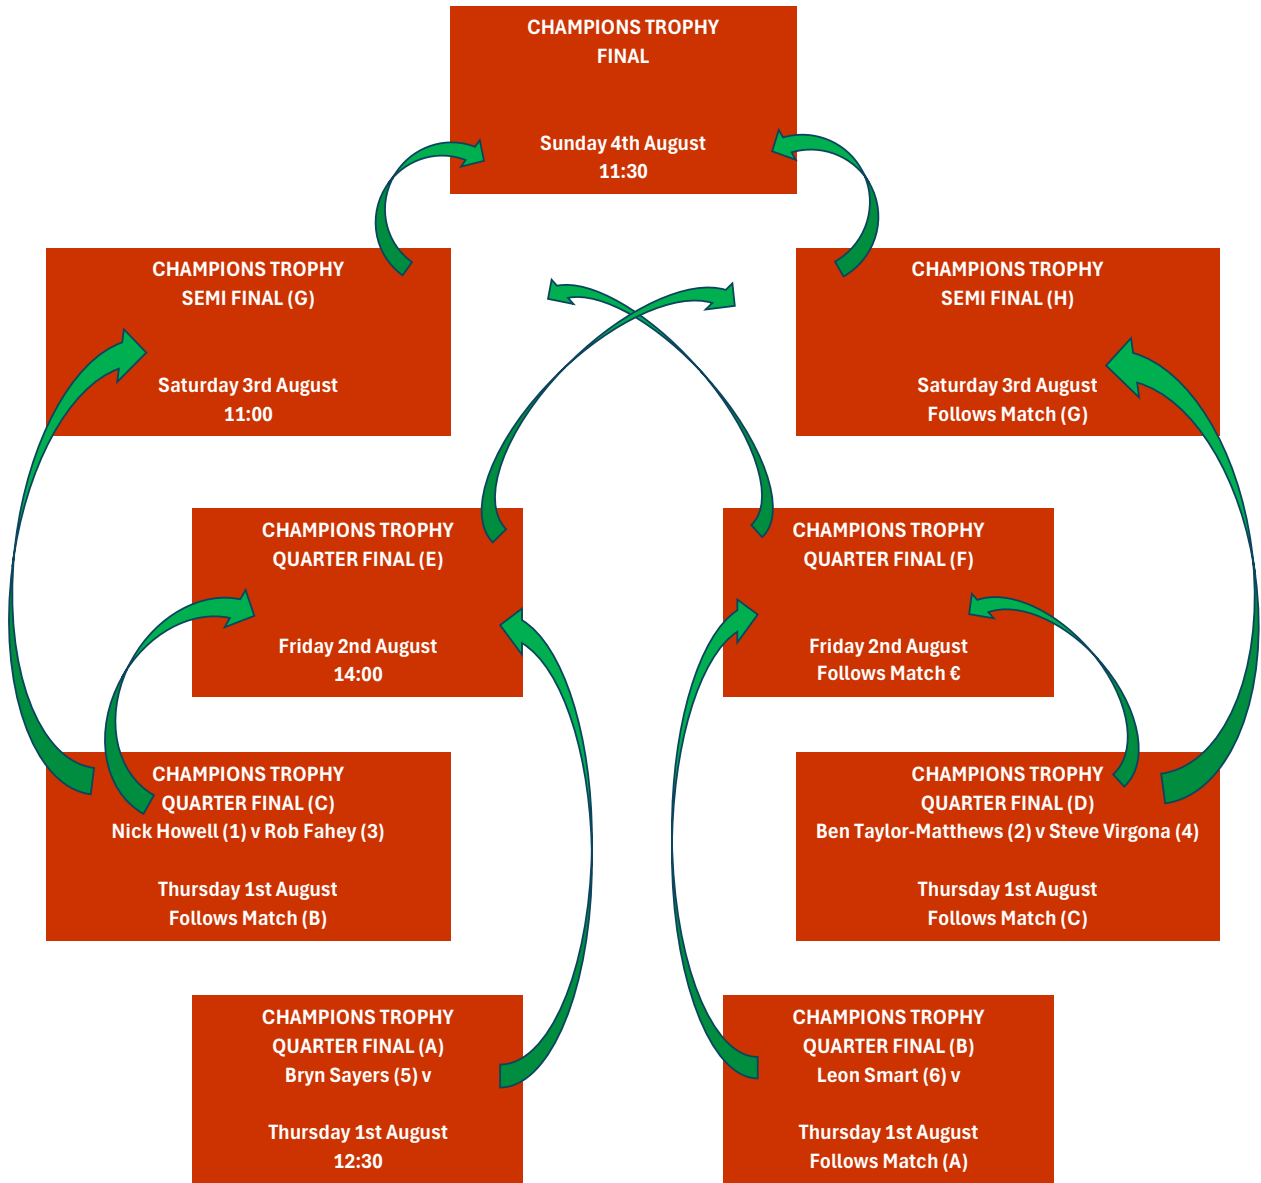 CHAMPIONS TROPHY
FINAL
Sunday 4th August
11:30
CHAMPIONS TROPHY
SEMI FINAL (G)
Saturday 3rd August
11:00
CHAMPIONS TROPHY
SEMI FINAL (H)
Saturday 3rd August
Follows Match (G)
CHAMPIONS TROPHY
QUARTER FINAL (E)
Friday 2nd August
14:00
CHAMPIONS TROPHY
QUARTER FINAL (F)
Friday 2nd August
Follows Match €
CHAMPIONS TROPHY
QUARTER FINAL (C)
Nick Howell (1) v Rob Fahey (3)
Thursday 1st August
Follows Match (B)
CHAMPIONS TROPHY
QUARTER FINAL (D)
Ben Taylor-Matthews (2) v Steve Virgona (4)
Thursday 1st August
Follows Match (C)
CHAMPIONS TROPHY
QUARTER FINAL (A)
Bryn Sayers (5) v
Thursday 1st August
12:30
CHAMPIONS TROPHY
QUARTER FINAL (B)
Leon Smart (6) v
Thursday 1st August
Follows Match (A)